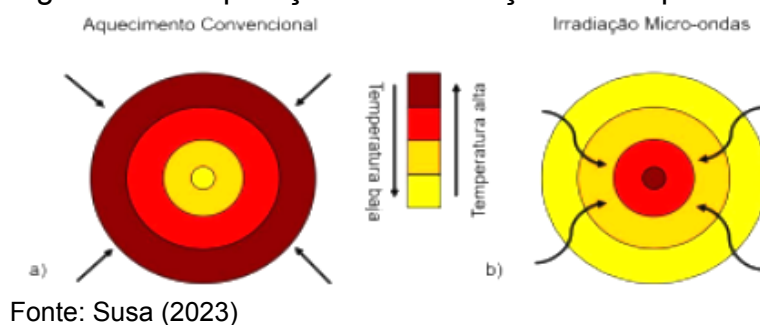 Aquecimento Convencional
Irradiação Micro-ondas
Temperatura baja
Temperatura alta
a)
b)
Fonte: Susa (2023)